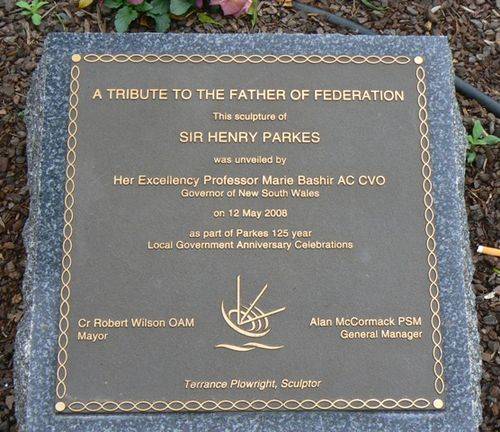 A TRIBUTE TO THE FATHER OF FEDERATION
This sculpture of
SIR HENRY PARKES
was unveiled by
Her Excellency Professor Marie Bashir AC CVO
Governor of New South Wales
on 12 May 2008
as part of Parkes 125 year
Local Government Anniversary Celebrations
Cr Robert Wilson OAM
Mayor
Alan McCormack PSM
General Manager
Terrance Plowright, Sculptor